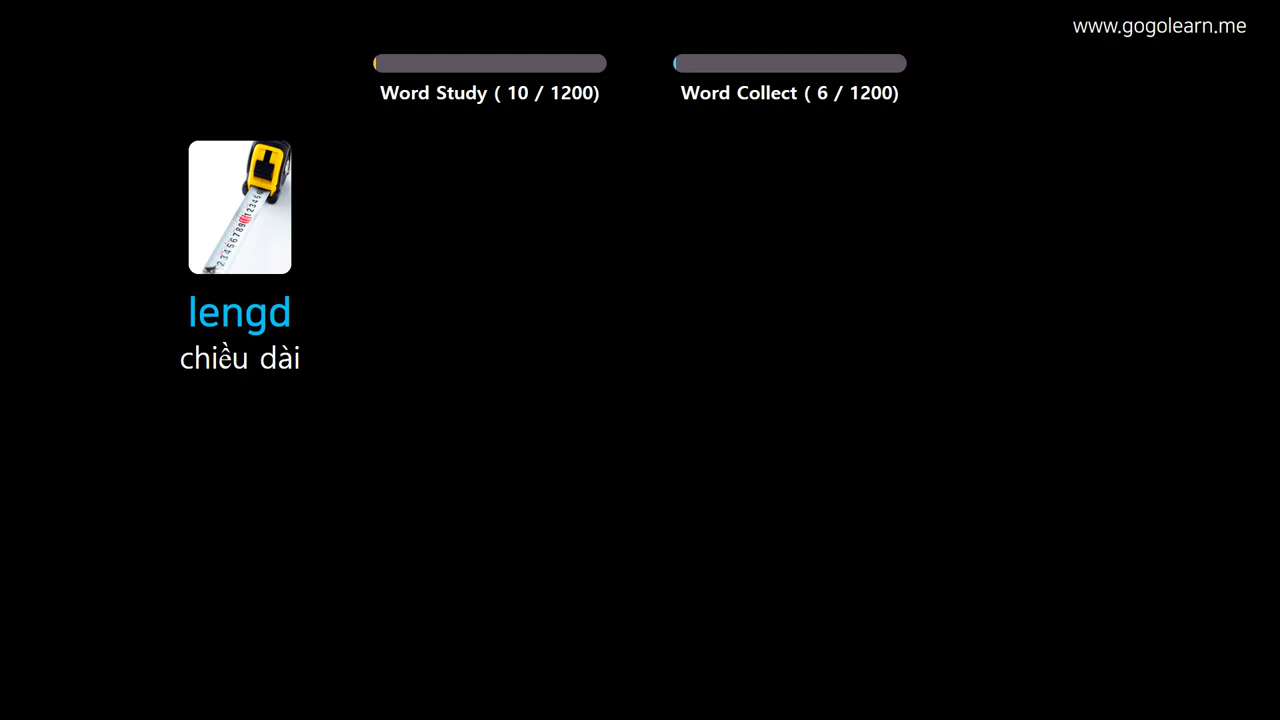 www.gogolearn.me
Word Study ( 10 / 1200)
Word Collect ( 6 / 1200)
lengd
chiều dài